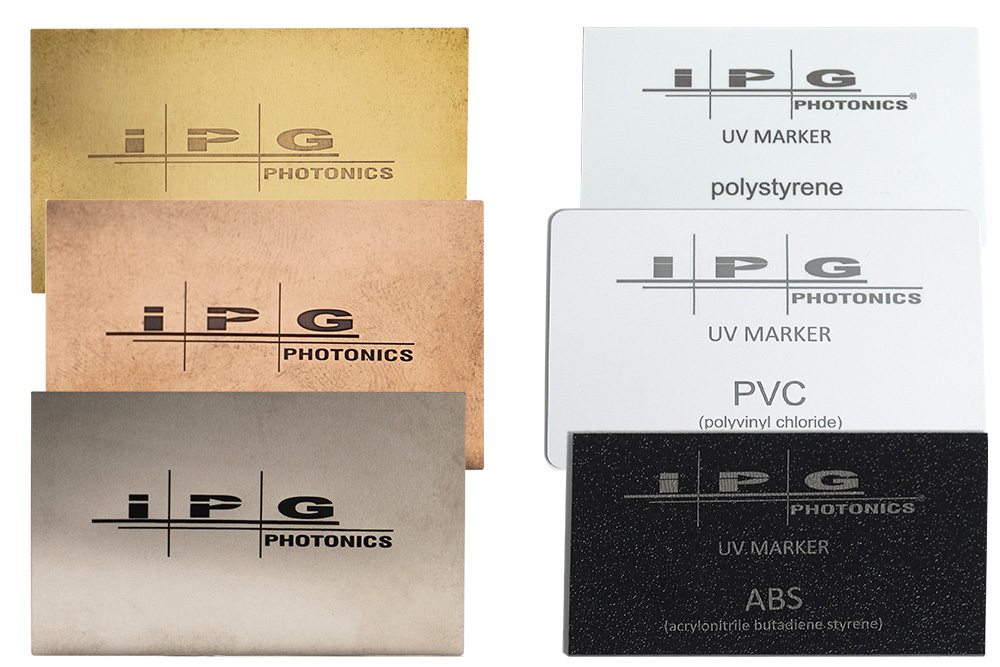 IPG
PHOTONICS
IPG
PHOTONICS
IPG
PHOTONICS
IPG
PHOTONICS®
UV MARKER
polystyrene
IPG
PHOTONICS
UV MARKER
PVC
(polyvinyl chloride)
IPG
PHOTONICS®
UV MARKER
ABS
(acrylonitrile butadiene styrene)